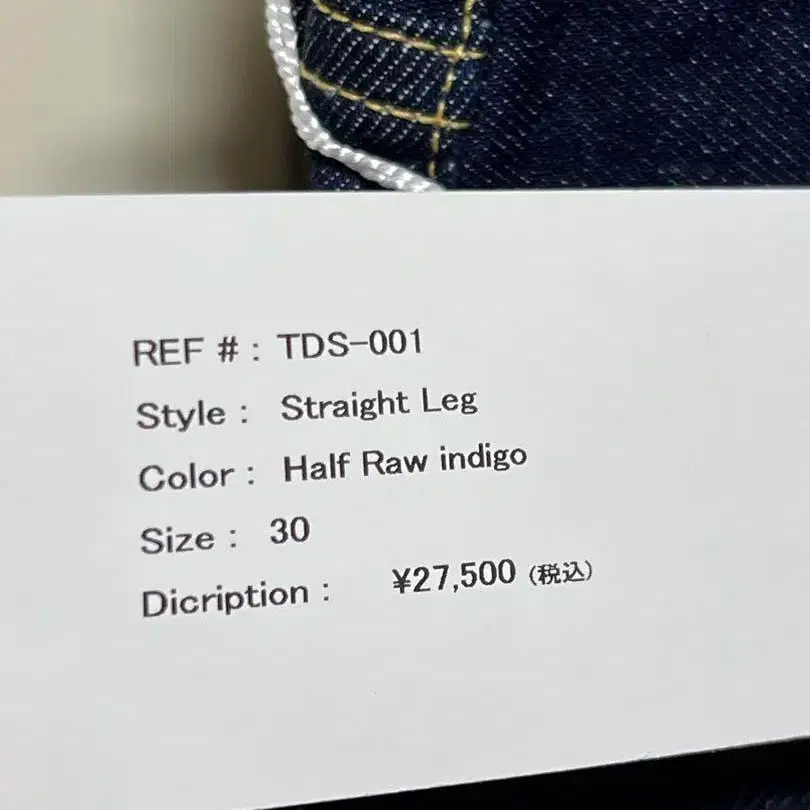 REF # : TDS-001
Style : Straight Leg
Color : Half Raw indigo
Size : 30
Dicription : ¥27,500 (税込)